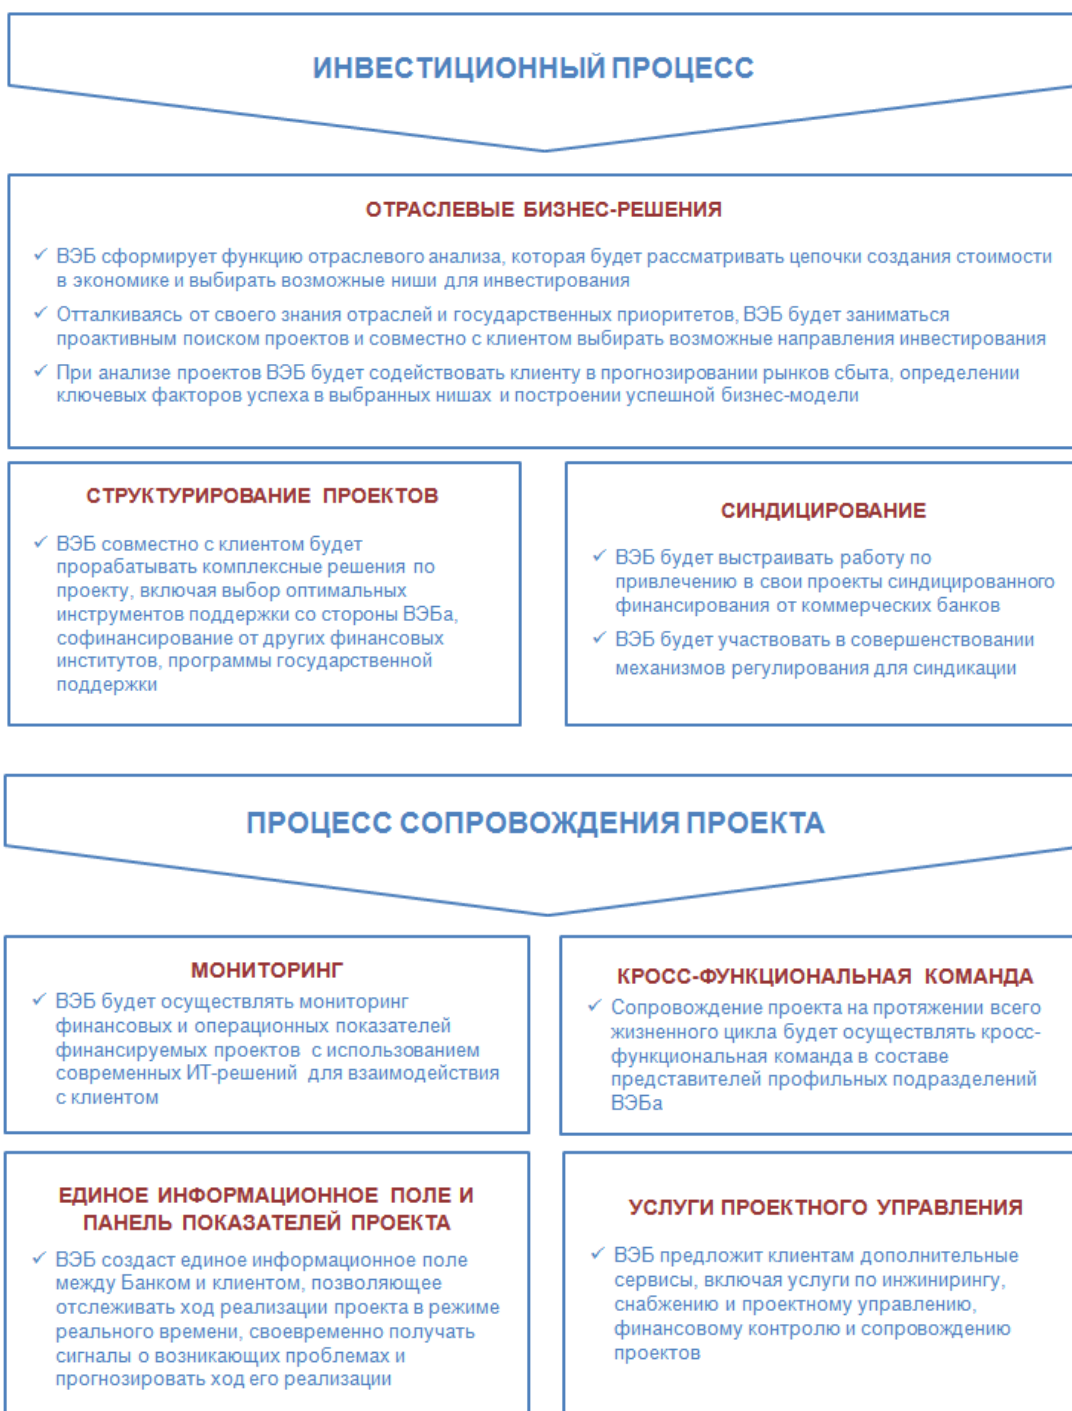 ИНВЕСТИЦИОННЫЙ ПРОЦЕСС
ОТРАСЛЕВЫЕ БИЗНЕС-РЕШЕНИЯ
✓ ВЭБ сформирует функцию отраслевого анализа, которая будет рассматривать цепочки создания стоимости
в экономике и выбирать возможные ниши для инвестирования
✓ Отталкиваясь от своего знания отраслей и государственных приоритетов, ВЭБ будет заниматься
проактивным поиском проектов и совместно с клиентом выбирать возможные направления инвестирования
✓ При анализе проектов ВЭБ будет содействовать клиенту в прогнозировании рынков сбыта, определении
ключевых факторов успеха в выбранных нишах и построении успешной бизнес-модели
СТРУКТУРИРОВАНИЕ ПРОЕКТОВ
✓ ВЭБ совместно с клиентом будет
прорабатывать комплексные решения по
проекту, включая выбор оптимальных
инструментов поддержки со стороны ВЭБа,
софинансирование от других финансовых
институтов, программы государственной
поддержки
СИНДИЦИРОВАНИЕ
✓ ВЭБ будет выстраивать работу по
привлечению в свои проекты синдицированного
финансирования от коммерческих банков
✓ ВЭБ будет участвовать в совершенствовании
механизмов регулирования для синдикации
ПРОЦЕСС СОПРОВОЖДЕНИЯ ПРОЕКТА
МОНИТОРИНГ
✓ ВЭБ будет осуществлять мониторинг
финансовых и операционных показателей
финансируемых проектов с использованием
современных ИТ-решений для взаимодействия
с клиентом
КРОСС-ФУНКЦИОНАЛЬНАЯ КОМАНДА
✓ Сопровождение проекта на протяжении всего
жизненного цикла будет осуществлять кросс-
функциональная команда в составе
представителей профильных подразделений
ВЭБа
ЕДИНОЕ ИНФОРМАЦИОННОЕ ПОЛЕ И
ПАНЕЛЬ ПОКАЗАТЕЛЕЙ ПРОЕКТА
✓ ВЭБ создаст единое информационное поле
между Банком и клиентом, позволяющее
отслеживать ход реализации проекта в режиме
реального времени, своевременно получать
сигналы о возникающих проблемах и
прогнозировать ход его реализации
УСЛУГИ ПРОЕКТНОГО УПРАВЛЕНИЯ
✓ ВЭБ предложит клиентам дополнительные
сервисы, включая услуги по инжинирингу,
снабжению и проектному управлению,
финансовому контролю и сопровождению
проектов